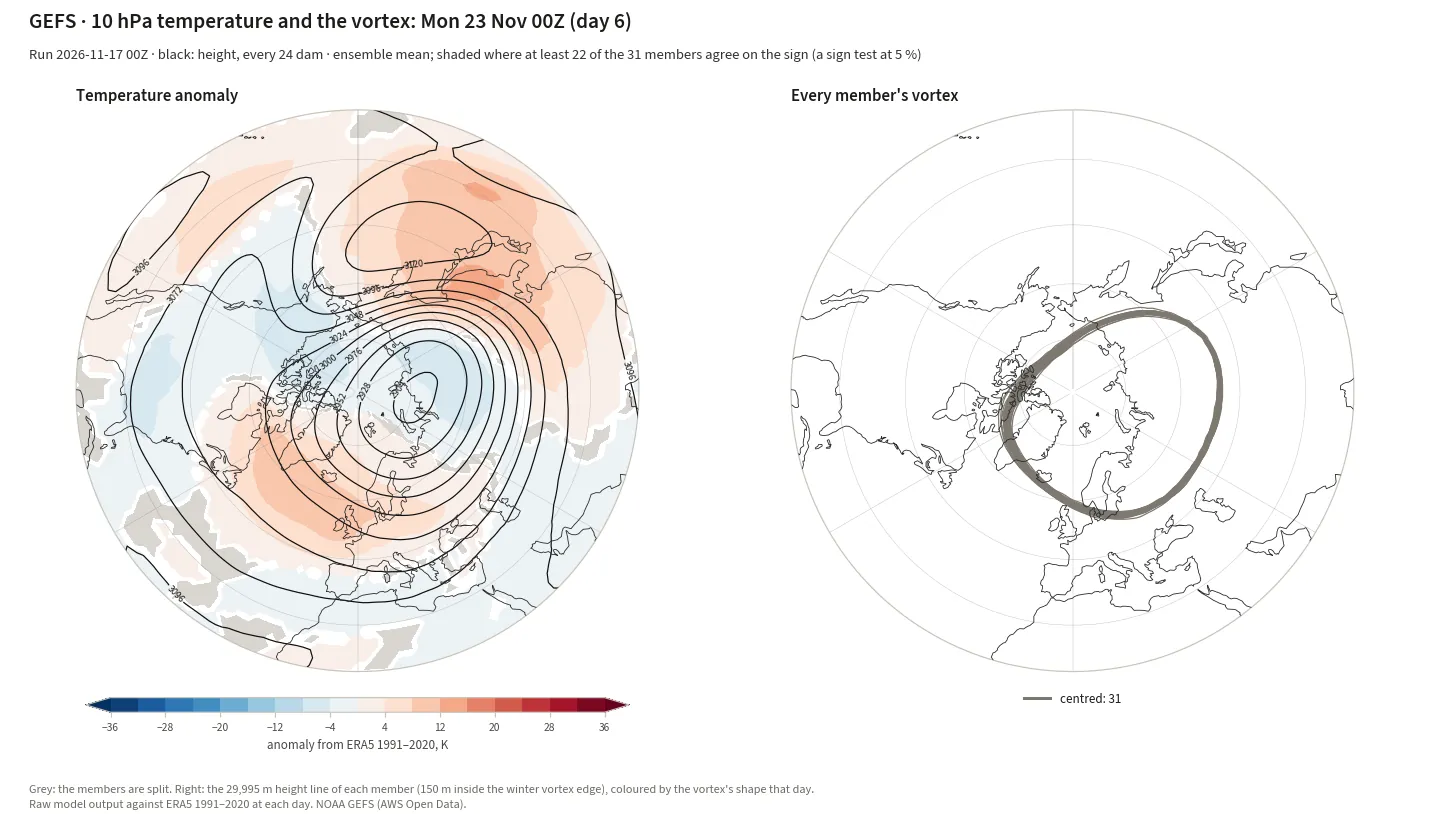 GEFS · 10 hPa temperature and the vortex: Mon 23 Nov 00Z (day 6)
Run 2026-11-17 00Z · black: height, every 24 dam · ensemble mean; shaded where at least 22 of the 31 members agree on the sign (a sign test at 5 %)
Temperature anomaly
Every member's vortex
3096
3072
3120
3096
3048
3024
3000
2976
2928
3096
3096
−36 −28 −20 −12 −4 4 12 20 28 36
anomaly from ERA5 1991–2020, K
centred: 31
Grey: the members are split. Right: the 29,995 m height line of each member (150 m inside the winter vortex edge), coloured by the vortex's shape that day.
Raw model output against ERA5 1991–2020 at each day. NOAA GEFS (AWS Open Data).